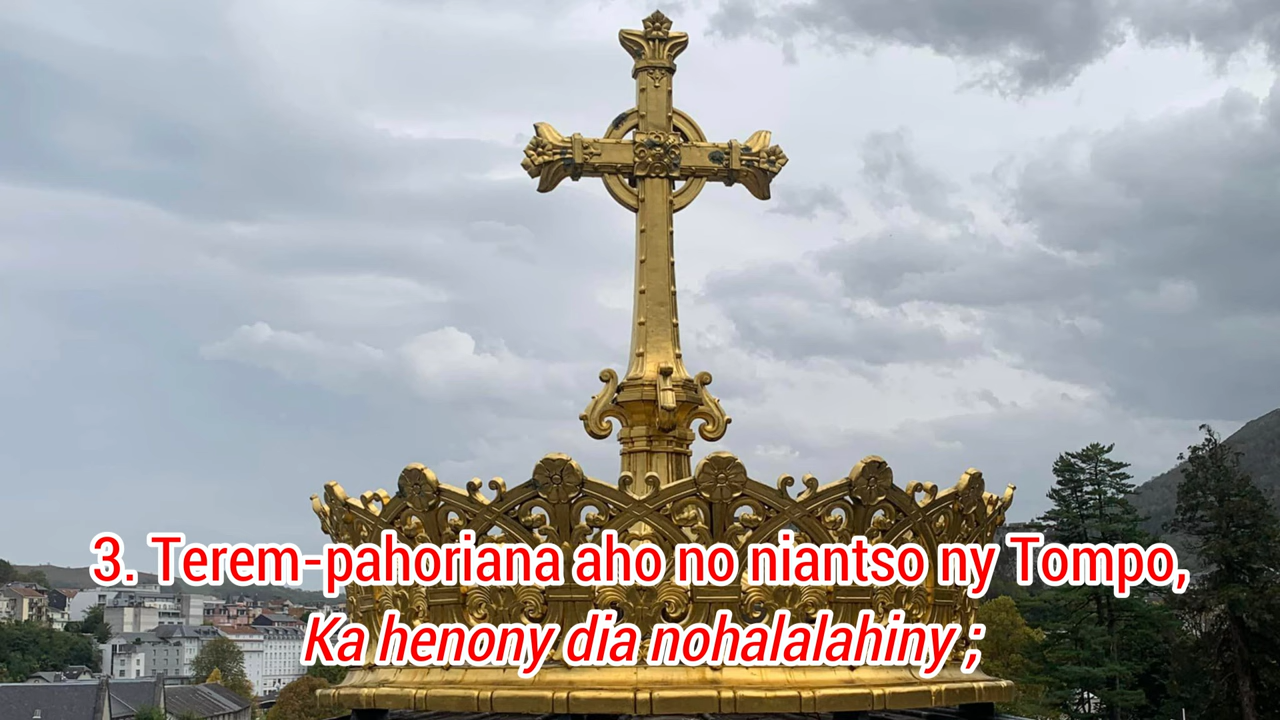 3. Terem-pahoriana aho no niantso ny Tompo,
Ka henony dia nohalalahiny ;